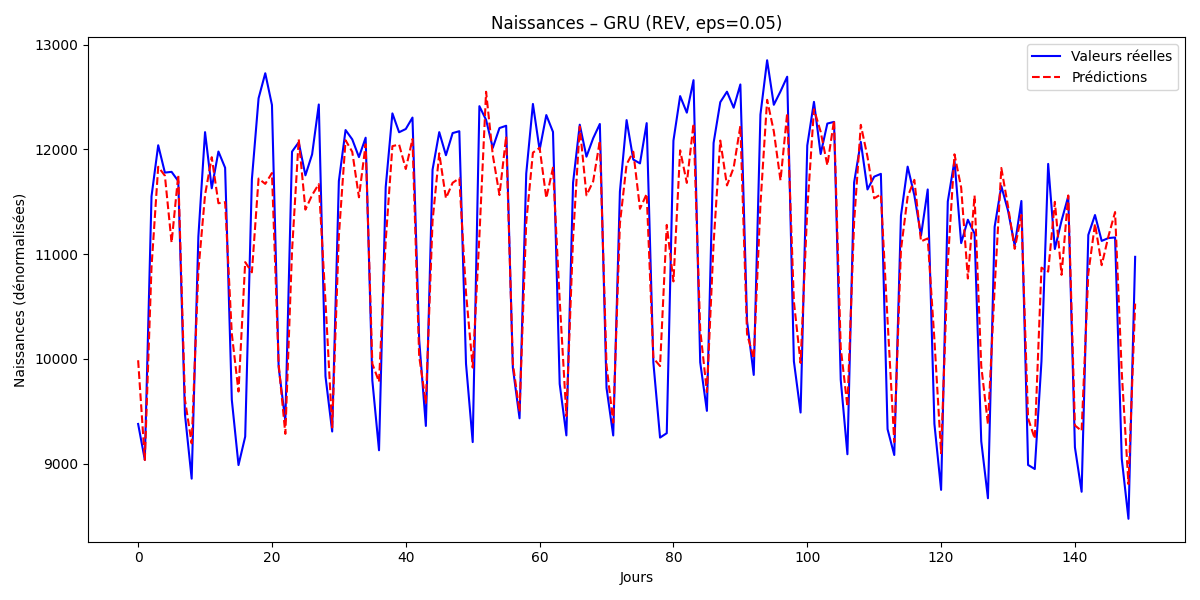 Naissances – GRU (REV, eps=0.05)
Valeurs réelles
Prédictions
Naissances (dénormalisées)
13000
12000
11000
10000
9000
0 20 40 60 80 100 120 140
Jours